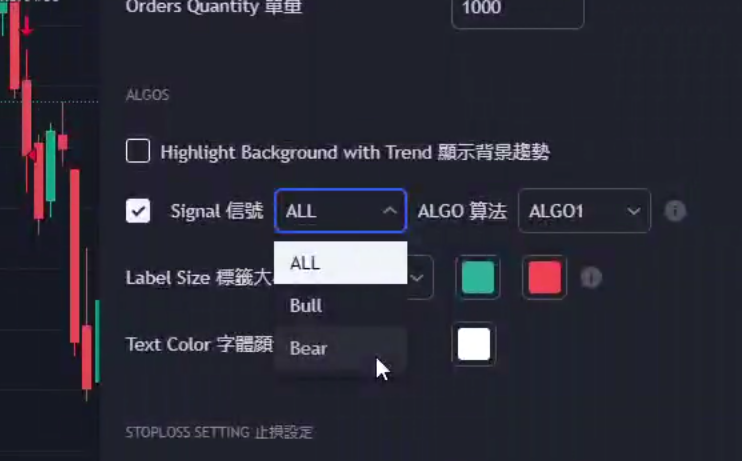 Orders Quantity 單量 1000
ALGOS
Highlight Background with Trend 顯示背景趨勢
Signal 信號 ALL ALGO 算法 ALGO1
ALL
Label Size 標籤大
Bull
Text Color 字體顏
Bear
STOPLOSS SETTING 止損設定